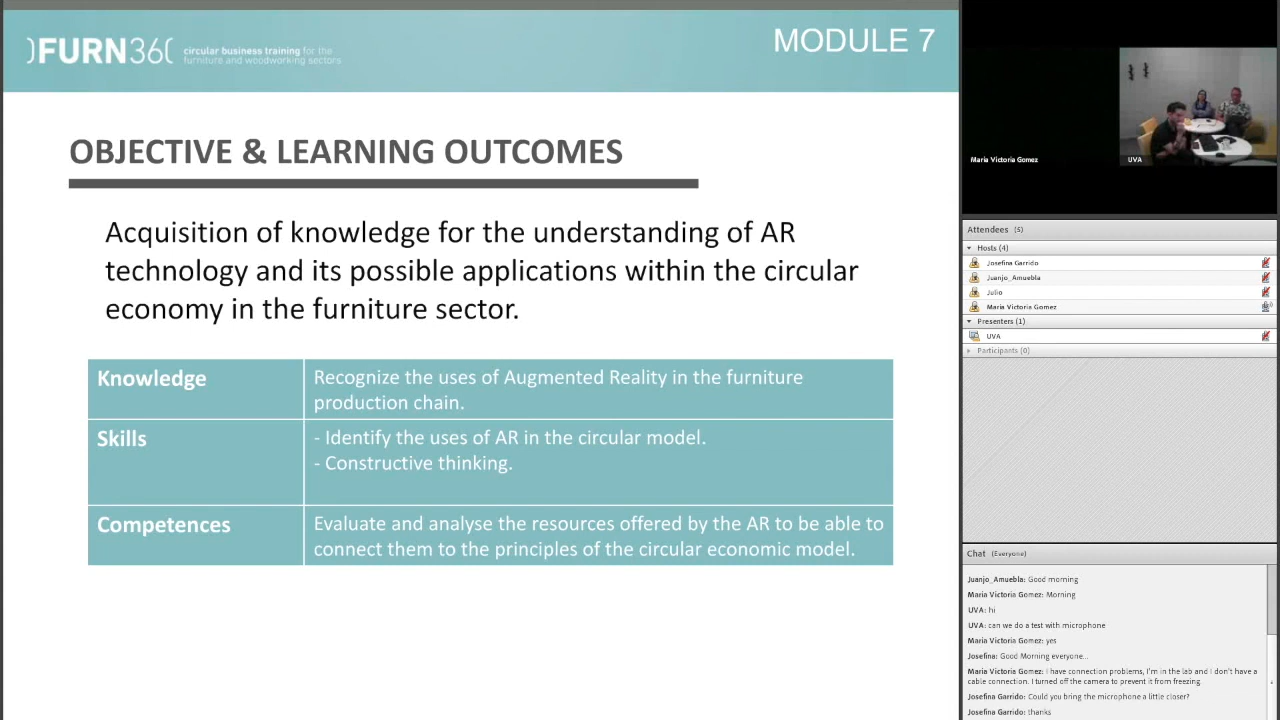 )FURN36( circular business training for the
furniture and woodworking sectors
MODULE 7
OBJECTIVE & LEARNING OUTCOMES
Acquisition of knowledge for the understanding of AR
technology and its possible applications within the circular
economy in the furniture sector.
Knowledge
Recognize the uses of Augmented Reality in the furniture
production chain.
Skills
- Identify the uses of AR in the circular model.
- Constructive thinking.
Competences
Evaluate and analyse the resources offered by the AR to be able to
connect them to the principles of the circular economic model.
Maria Victoria Gomez
UVA
Attendees (5)
Hosts (4)
Josefina Garrido
Juanjo_Amuebla
Julio
Maria Victoria Gomez
Presenters (1)
UVA
Participants (0)
Chat (Everyone)
Juanjo_Amuebla: Good morning
Maria Victoria Gomez: Morning
UVA: hi
UVA: can we do a test with microphone
Maria Victoria Gomez: yes
Josefina: Good Morning everyone...
Maria Victoria Gomez: I have connection problems, I'm in the lab and I don't have a
cable connection. I turned off the camera to prevent it from freezing.
Josefina Garrido: Could you bring the microphone a little closer?
Josefina Garrido: thanks